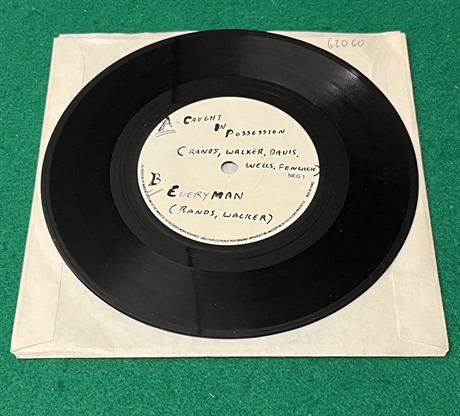 62060
A. CAUGHT
IN
POSSESSION
(RANDS, WALKER, DAVIS,
WELLS, FENWICK)
NEG 1
B EVERYMAN
(RANDS, WALKER)